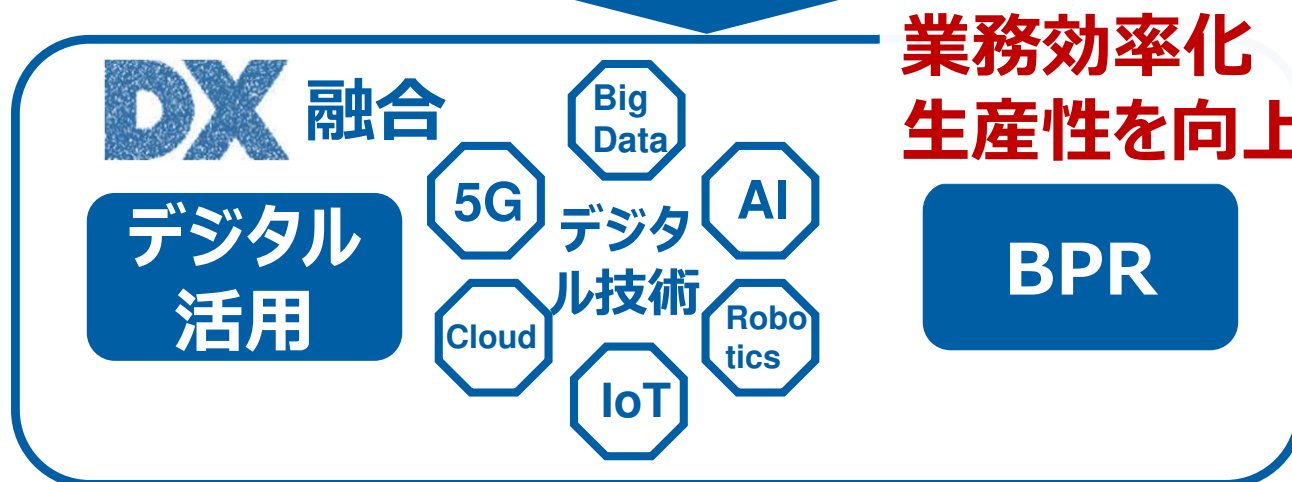 DX 融合
業務効率化
生産性を向上
デジタル
活用
Big
Data
5G
AI
デジタ
ル技術
Cloud
Robo
tics
IoT
BPR